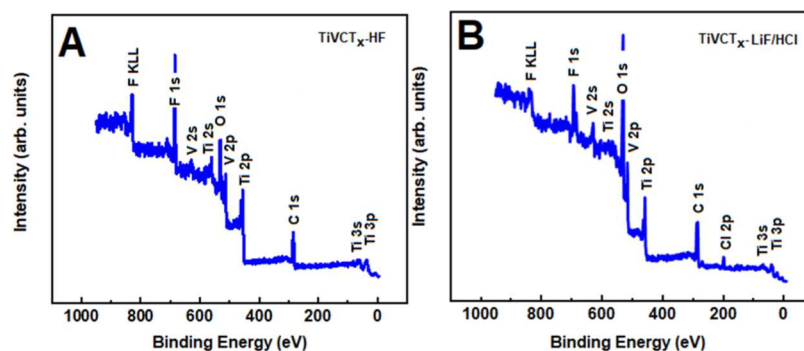 A
TiVCTx-HF
Intensity (arb. units)
F KLL
F 1s
V 2s
Ti 2s
O 1s
V 2p
Ti 2p
C 1s
Ti 3s
Ti 3p
1000 800 600 400 200 0
Binding Energy (eV)
B
TiVCTx-LiF/HCl
Intensity (arb. units)
F KLL
F 1s
V 2s
Ti 2s
O 1s
V 2p
Ti 2p
C 1s
Cl 2p
Ti 3s
Ti 3p
1000 800 600 400 200 0
Binding Energy (eV)